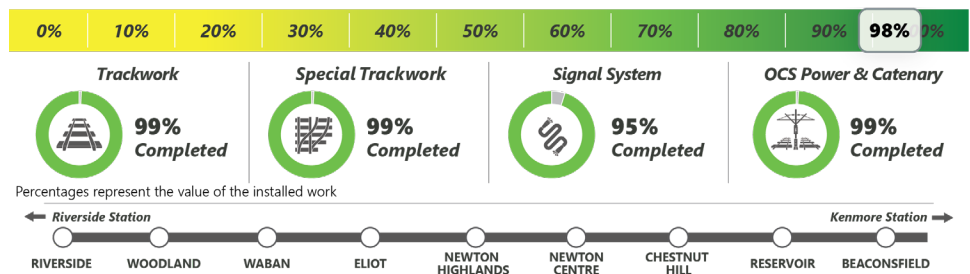 0% 10% 20% 30% 40% 50% 60% 70% 80% 90% 98% 00%
Trackwork Special Trackwork Signal System OCS Power & Catenary
99% 99% 95% 99%
Completed Completed Completed Completed
Percentages represent the value of the installed work
Riverside Station Kenmore Station
RIVERSIDE WOODLAND WABAN ELIOT NEWTON HIGHLANDS NEWTON CENTRE CHESTNUT HILL RESERVOIR BEACONSFIELD